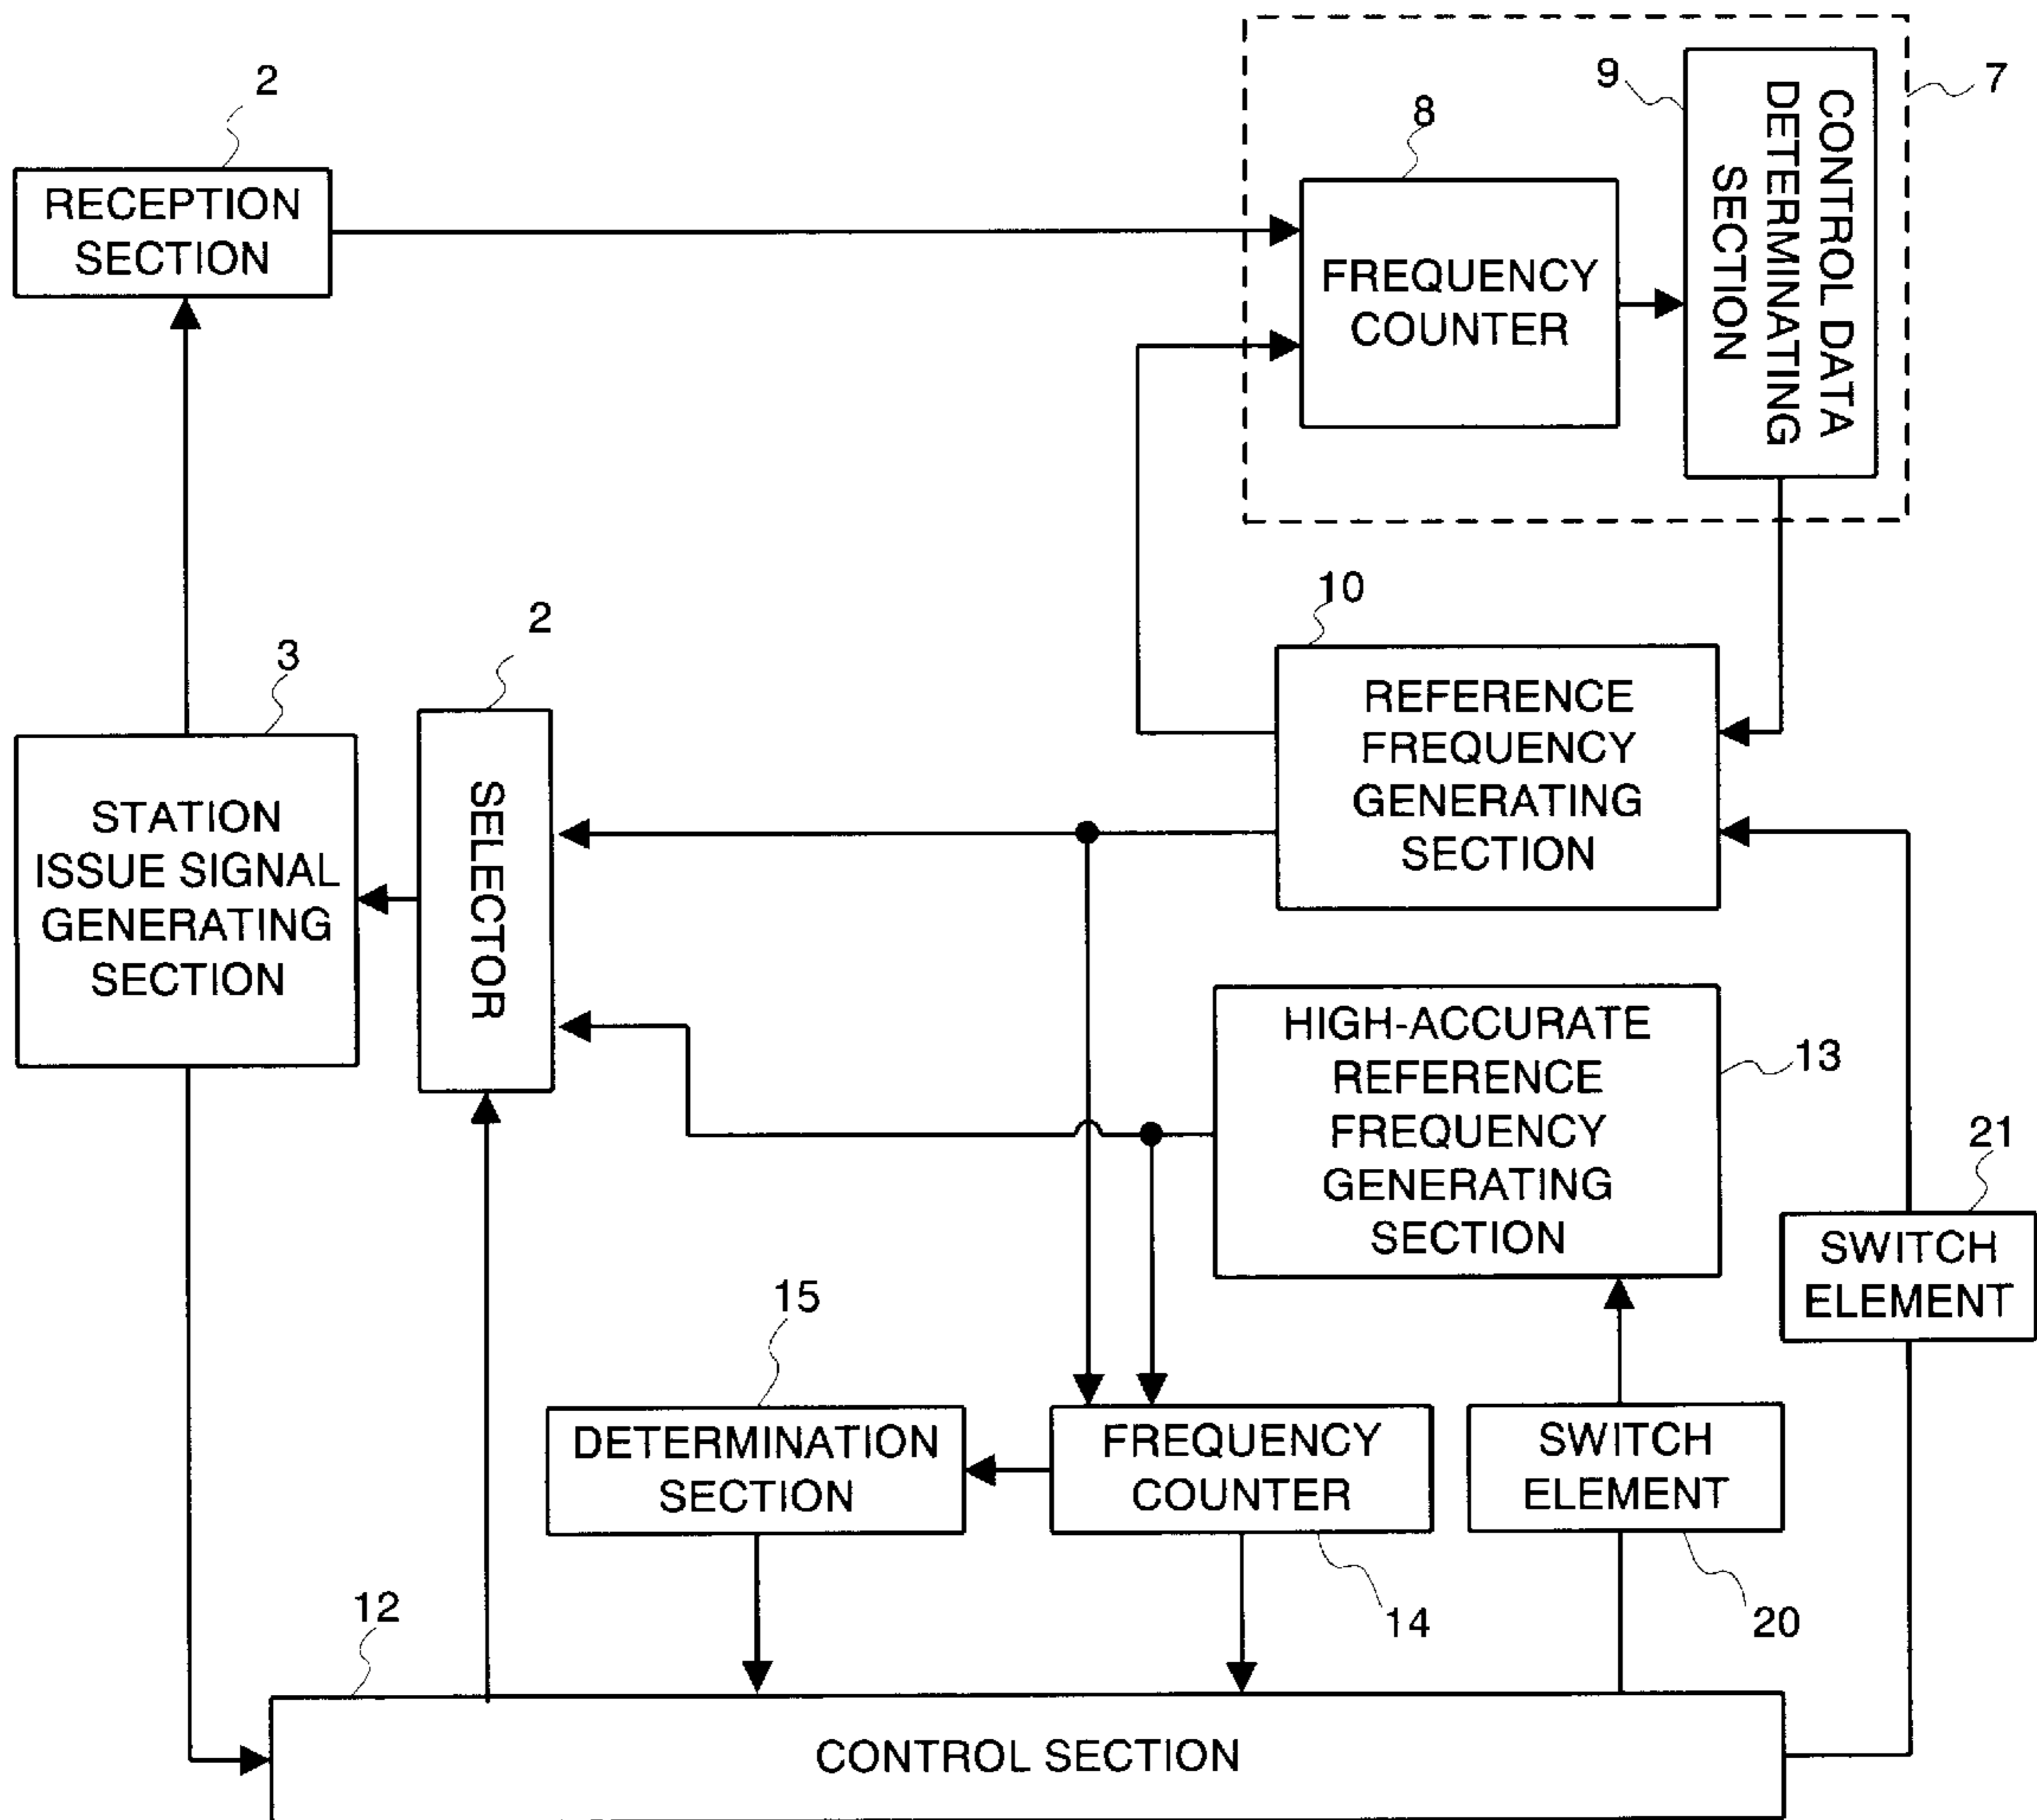 2
RECEPTION
SECTION
7
8
FREQUENCY
COUNTER
9
CONTROL DATA
DETERMINATING
SECTION
10
REFERENCE
FREQUENCY
GENERATING
SECTION
3
STATION
ISSUE SIGNAL
GENERATING
SECTION
2
SELECTOR
HIGH-ACCURATE
REFERENCE
FREQUENCY
GENERATING
SECTION
13
21
SWITCH
ELEMENT
15
DETERMINATION
SECTION
FREQUENCY
COUNTER
14
SWITCH
ELEMENT
20
12
CONTROL SECTION